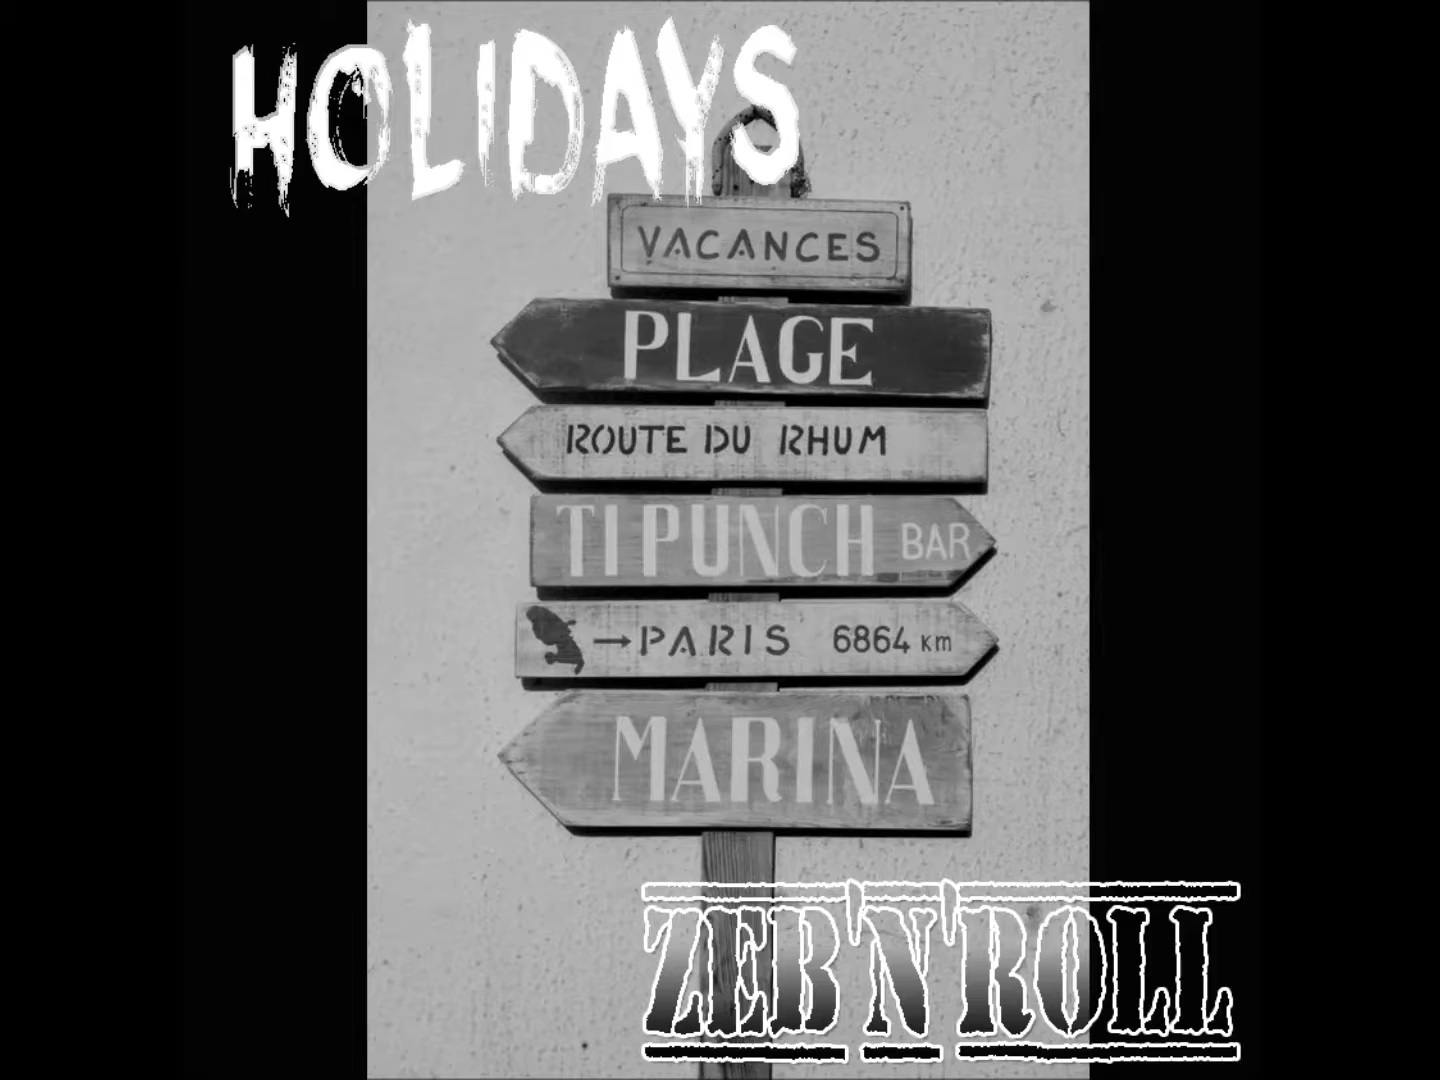 HOLIDAYS
VACANCES
PLAGE
ROUTE DU RHUM
TI PUNCH BAR
→ PARIS 6864 km
MARINA
ZEB'N'ROLL